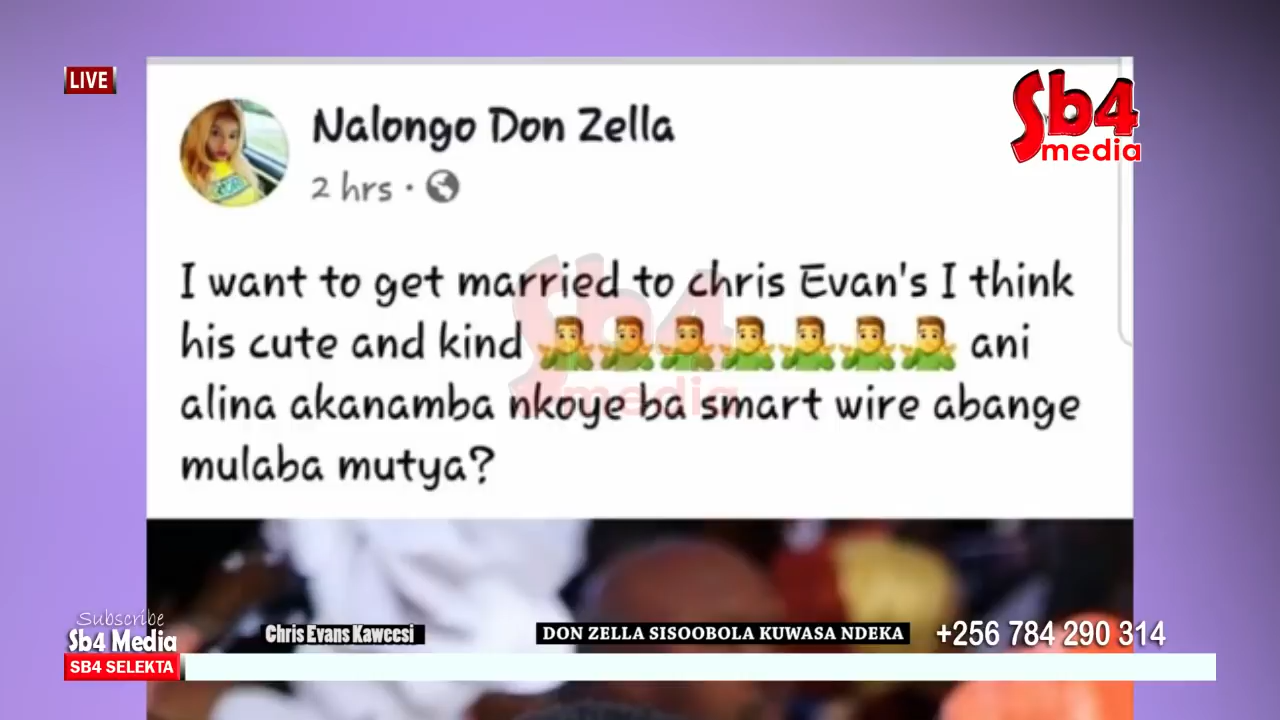 LIVE
Sb4
media
Nalongo Don Zella
2 hrs ·
I want to get married to chris Evan's I think
his cute and kind 🤷‍♂️🤷‍♂️🤷‍♂️🤷‍♂️🤷‍♂️🤷‍♂️🤷‍♂️ ani
alina akanamba nkoye ba smart wire abange
mulaba mutya?
Sb4
media
Subscribe
Sb4 Media
SB4 SELEKTA
Chris Evans Kaweesi
DON ZELLA SISOOBOLA KUWASA NDEKA
+256 784 290 314